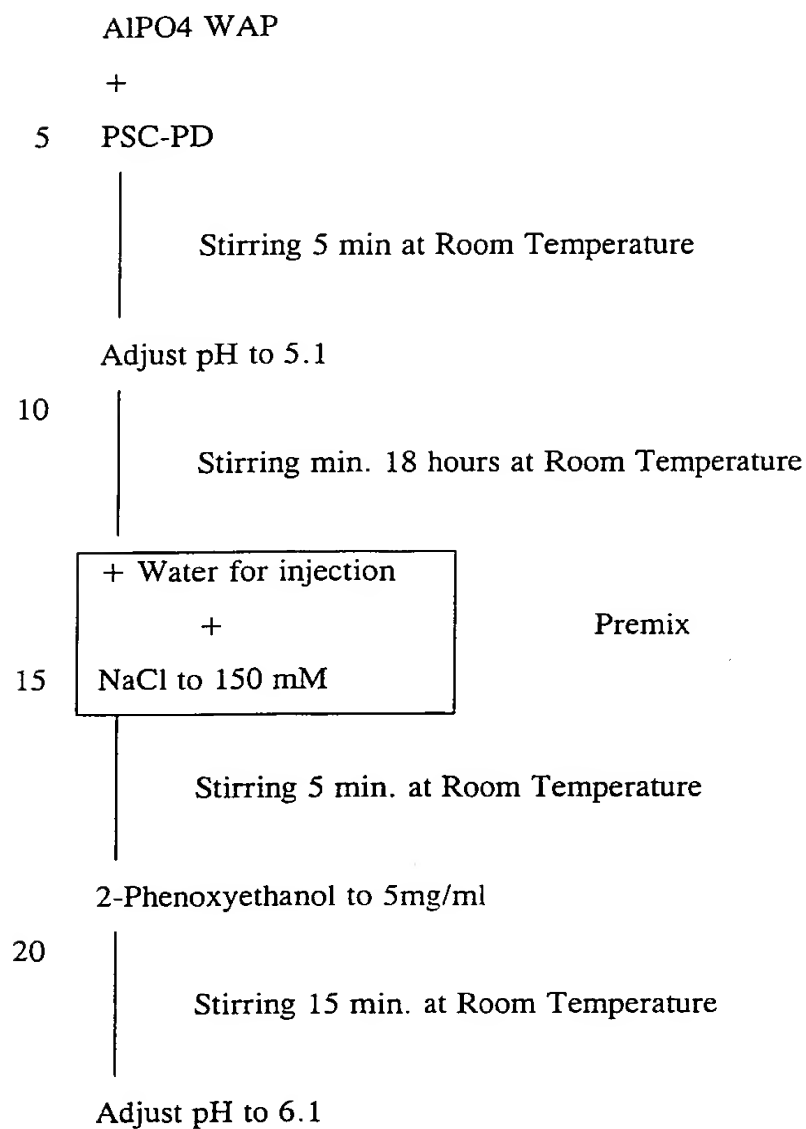 AlPO4 WAP
+
5 PSC-PD
Stirring 5 min at Room Temperature
Adjust pH to 5.1
10
Stirring min. 18 hours at Room Temperature
+ Water for injection
+ Premix
15 NaCl to 150 mM
Stirring 5 min. at Room Temperature
2-Phenoxyethanol to 5mg/ml
20
Stirring 15 min. at Room Temperature
Adjust pH to 6.1